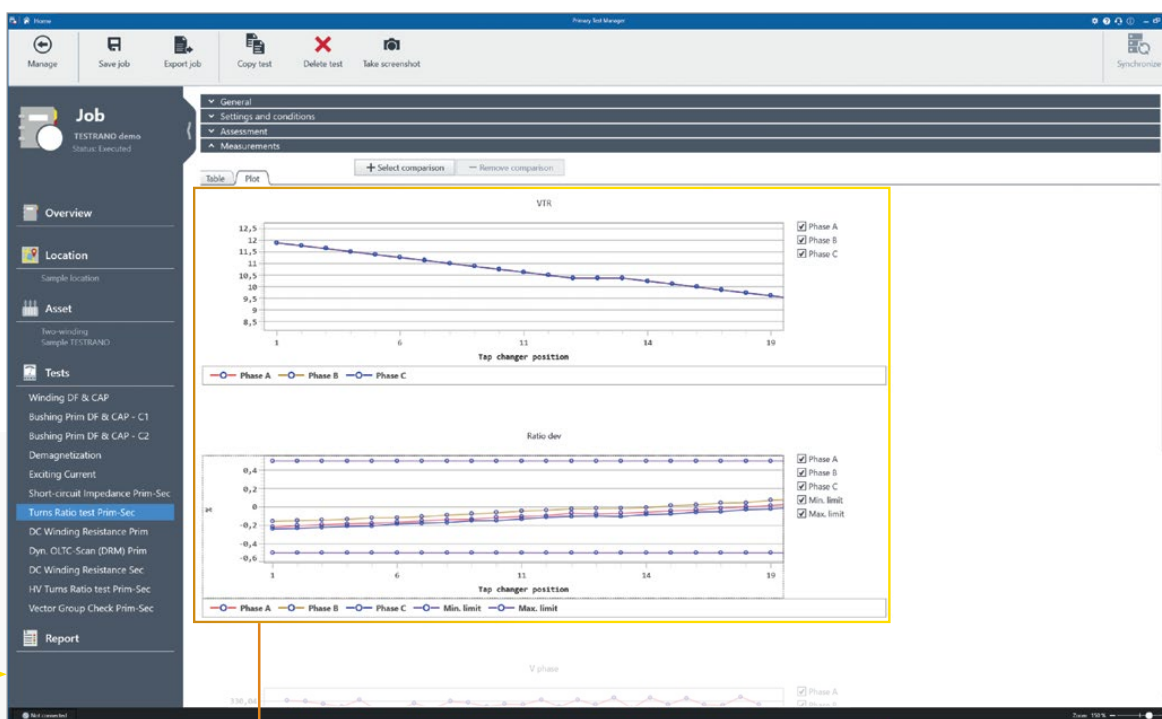 Home
Primary Test Manager
Manage
Save job
Export job
Copy test
Delete test
Take screenshot
Synchronize
Job
TESTRANO demo
Status: Executed
Overview
Location
Sample location
Asset
Two-winding
Sample TESTRANO
Tests
Winding DF & CAP
Bushing Prim DF & CAP - C1
Bushing Prim DF & CAP - C2
Demagnetization
Exciting Current
Short-circuit Impedance Prim-Sec
Turns Ratio test Prim-Sec
DC Winding Resistance Prim
Dyn. OLTC-Scan (DRM) Prim
DC Winding Resistance Sec
HV Turns Ratio test Prim-Sec
Vector Group Check Prim-Sec
Report
General
Settings and conditions
Assessment
Measurements
+ Select comparison
— Remove comparison
Table
Plot
VTR
12,5
12
11,5
11
10,5
10
9,5
9
8,5
1 6 11 14 19
Tap changer position
Phase A
Phase B
Phase C
Phase A Phase B Phase C
Ratio dev
%
0,4
0,2
0
-0,2
-0,4
-0,6
1 6 11 14 19
Tap changer position
Phase A
Phase B
Phase C
Min. limit
Max. limit
Phase A Phase B Phase C Min. limit Max. limit
V phase
Phase A
Not connected
Zoom: 150 %